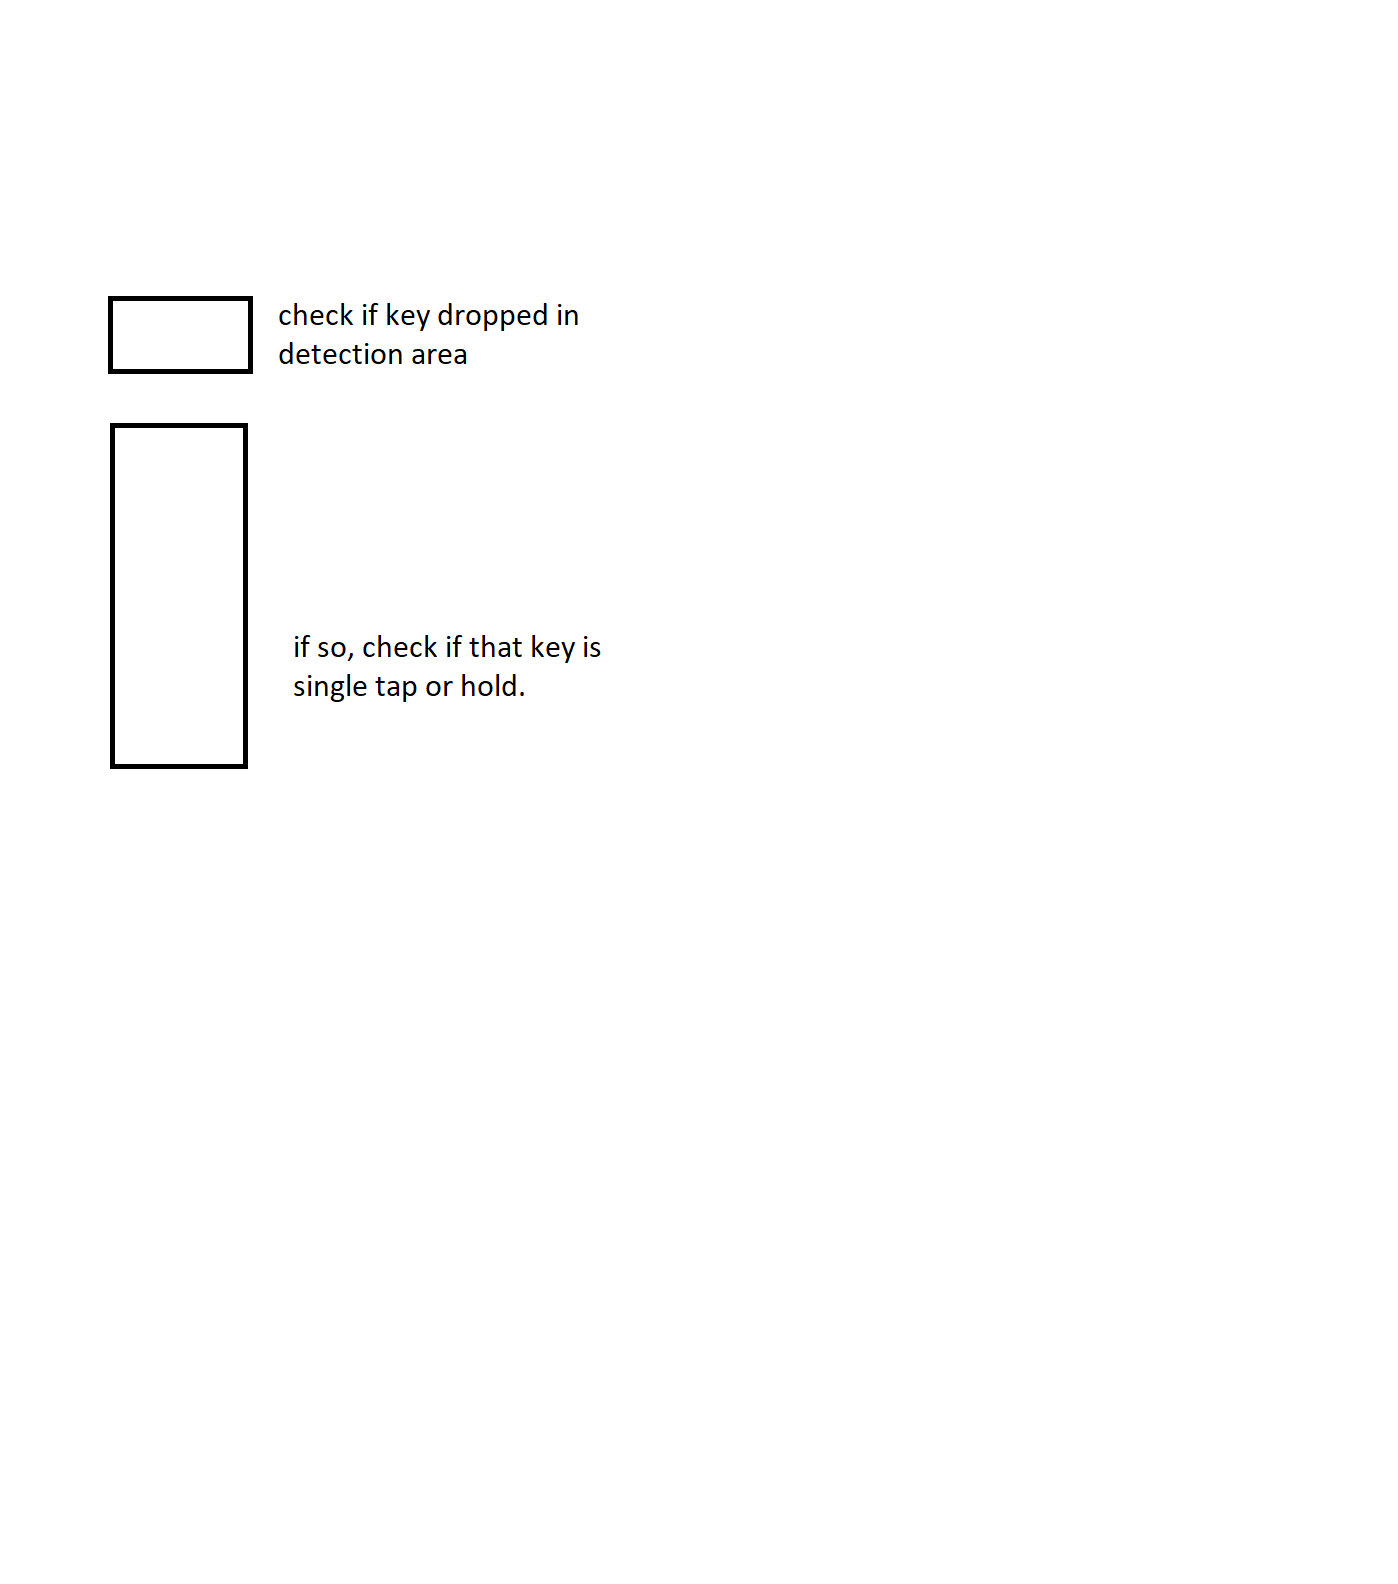 check if key dropped in
detection area
if so, check if that key is
single tap or hold.